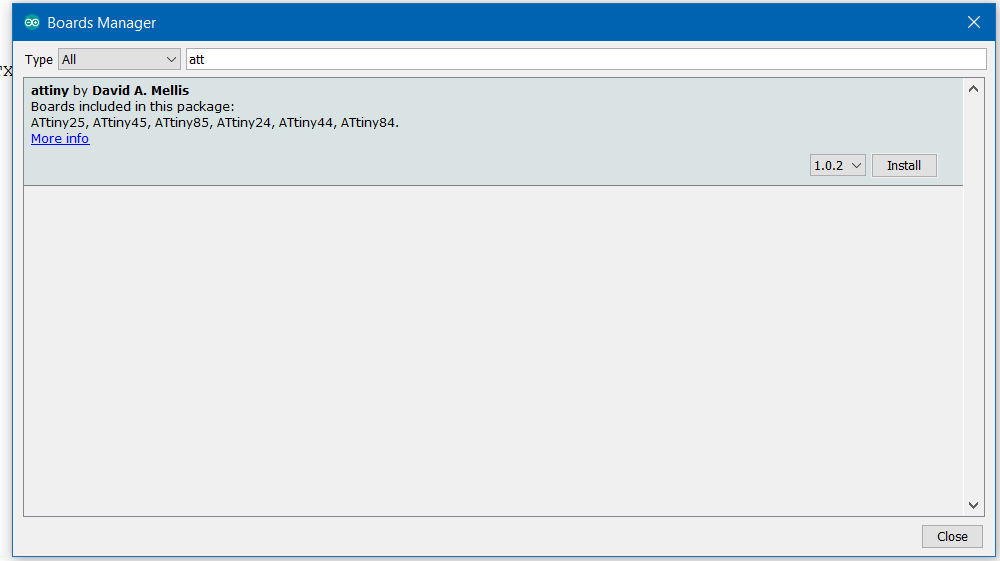 Boards Manager
Type All att
attiny by David A. Mellis
Boards included in this package:
ATtiny25, ATtiny45, ATtiny85, ATtiny24, ATtiny44, ATtiny84.
More info
1.0.2 Install
Close